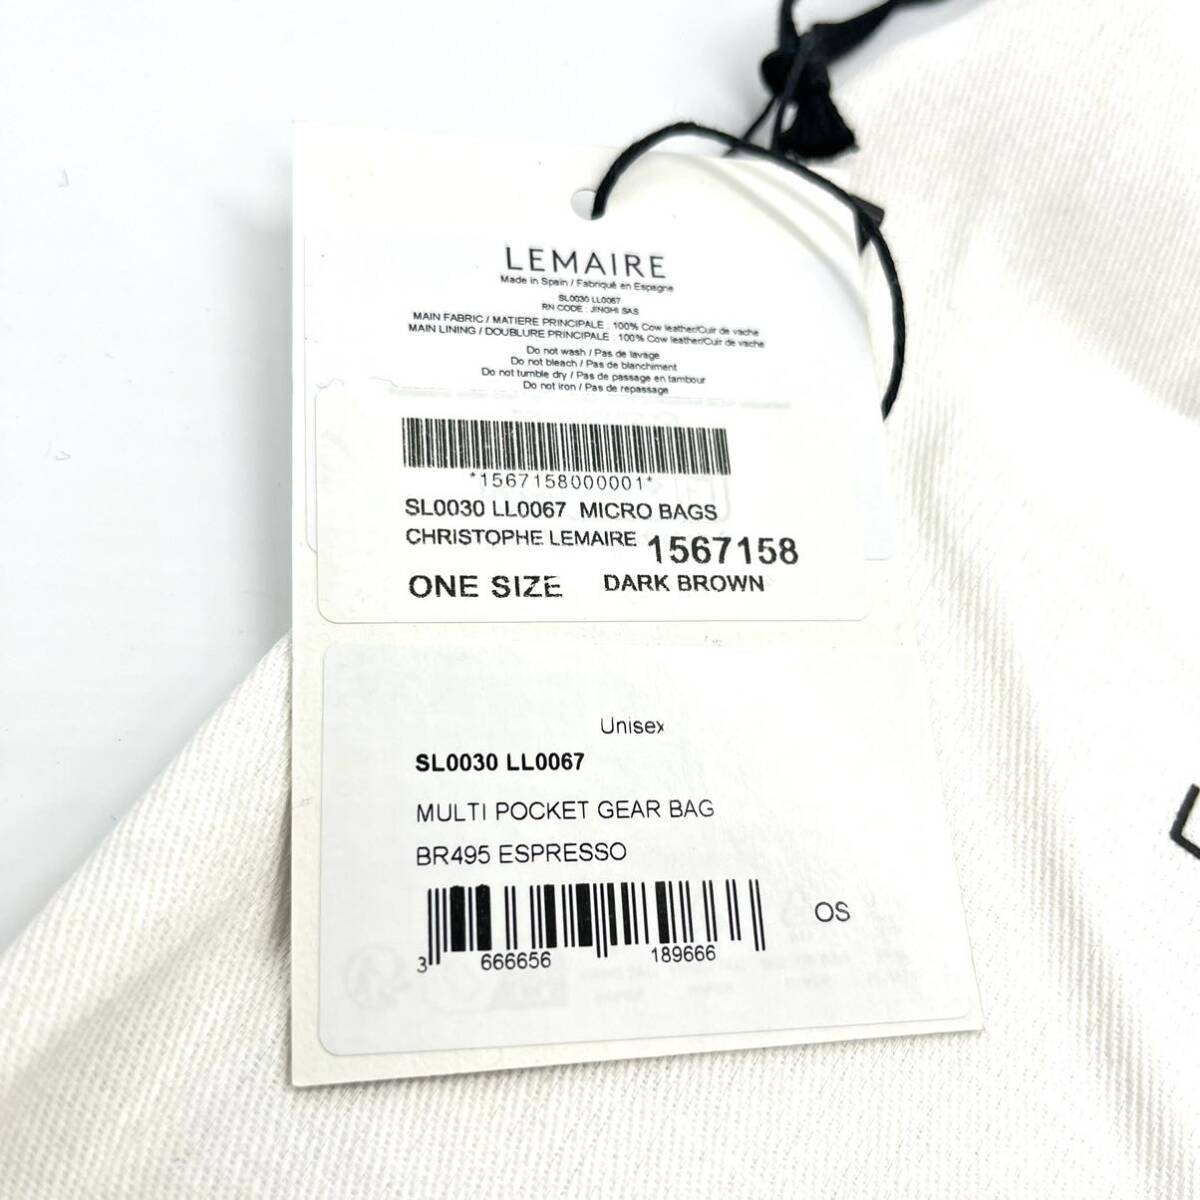 LEMAIRE
Made in Spain / Fabriqué en Espagne
SL0030 LL0067
RN CODE : JINGHI SAS
MAIN FABRIC / MATIERE PRINCIPALE : 100% Cow leather/Cuir de vache
MAIN LINING / DOUBLURE PRINCIPALE : 100% Cow leather/Cuir de vache
Do not wash / Pas de lavage
Do not bleach / Pas de blanchiment
Do not tumble dry / Pas de passage en tambour
Do not iron / Pas de repassage
*1567158000001*
SL0030 LL0067 MICRO BAGS
CHRISTOPHE LEMAIRE 1567158
ONE SIZE DARK BROWN
Unisex
SL0030 LL0067
MULTI POCKET GEAR BAG
BR495 ESPRESSO
OS
3 666656 189666
L